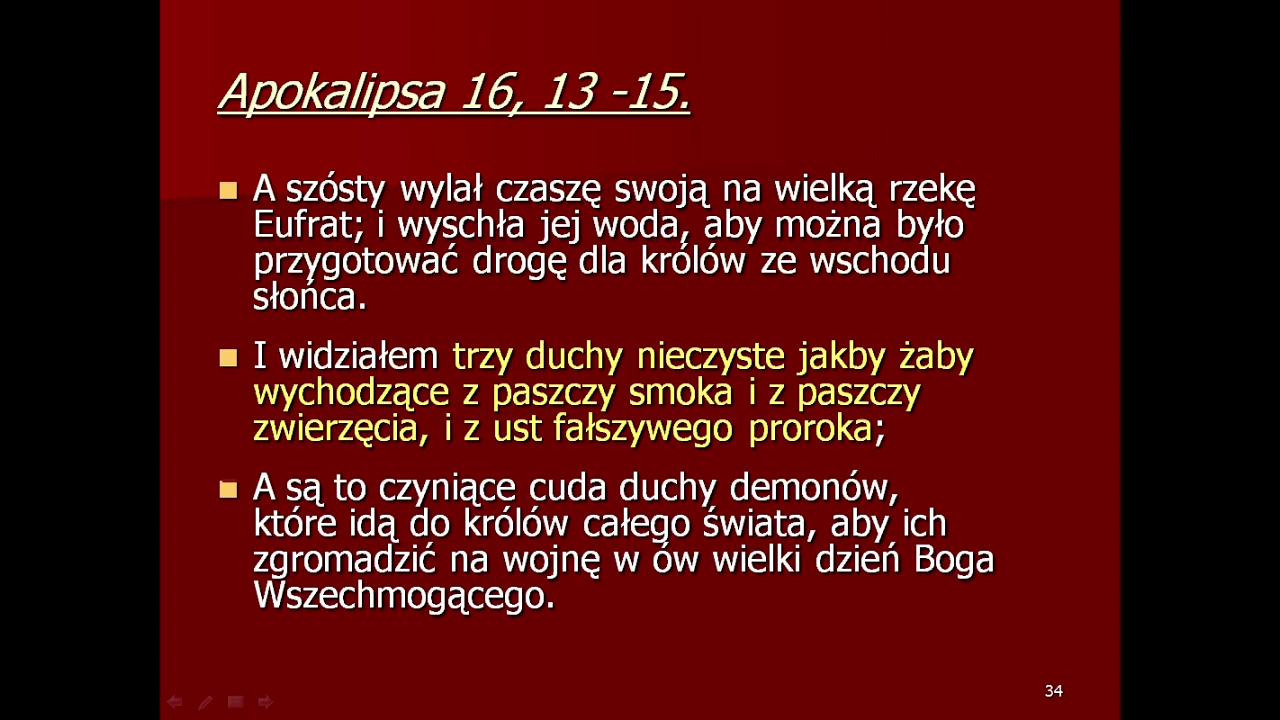 Apokalipsa 16, 13 -15.
A szósty wylał czaszę swoją na wielką rzekę
Eufrat; i wyschła jej woda, aby można było
przygotować drogę dla królów ze wschodu
słońca.
I widziałem trzy duchy nieczyste jakby żaby
wychodzące z paszczy smoka i z paszczy
zwierzęcia, i z ust fałszywego proroka;
A są to czyniące cuda duchy demonów,
które idą do królów całego świata, aby ich
zgromadzić na wojnę w ów wielki dzień Boga
Wszechmogącego.
34